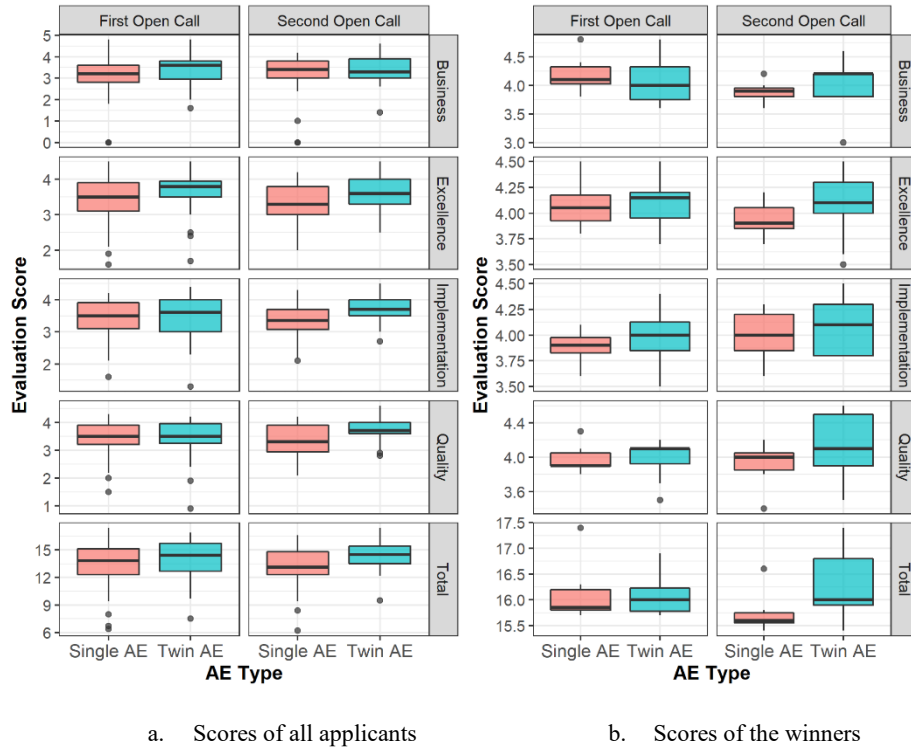 First Open Call Second Open Call
5
4
3
2
1
0
Business
4
3
2
Excellence
4
3
2
Implementation
4
3
2
1
Quality
15
12
9
6
Total
Evaluation Score
Single AE Twin AE Single AE Twin AE
AE Type
First Open Call Second Open Call
4.5
4.0
3.5
3.0
Business
4.50
4.25
4.00
3.75
3.50
Excellence
4.50
4.25
4.00
3.75
3.50
Implementation
4.4
4.0
3.6
Quality
17.5
17.0
16.5
16.0
15.5
Total
Evaluation Score
Single AE Twin AE Single AE Twin AE
AE Type
a. Scores of all applicants b. Scores of the winners